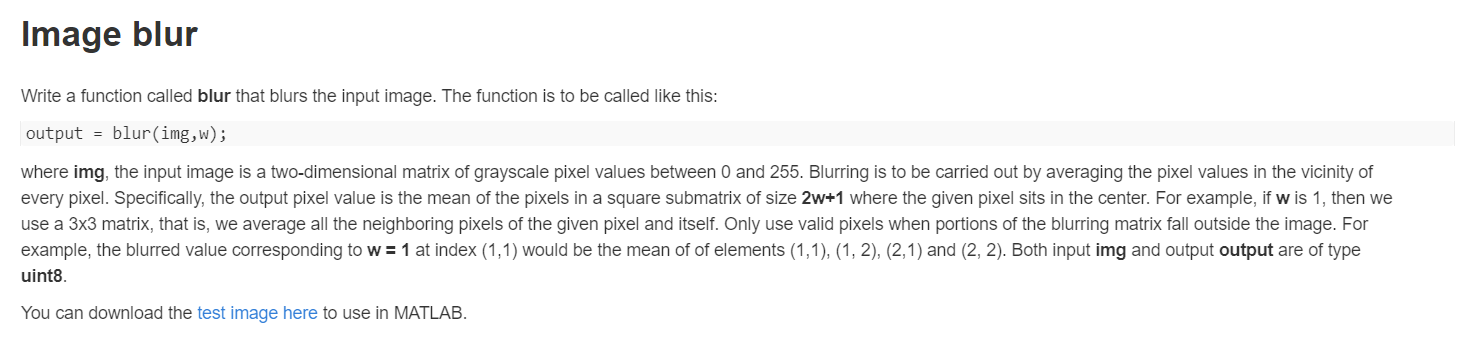 Image blur
Write a function called blur that blurs the input image. The function is to be called like this:
output = blur(img,w);
where img, the input image is a two-dimensional matrix of grayscale pixel values between 0 and 255. Blurring is to be carried out by averaging the pixel values in the vicinity of
every pixel. Specifically, the output pixel value is the mean of the pixels in a square submatrix of size 2w+1 where the given pixel sits in the center. For example, if w is 1, then we
use a 3x3 matrix, that is, we average all the neighboring pixels of the given pixel and itself. Only use valid pixels when portions of the blurring matrix fall outside the image. For
example, the blurred value corresponding to w = 1 at index (1,1) would be the mean of of elements (1,1), (1, 2), (2,1) and (2, 2). Both input img and output output are of type
uint8.
You can download the test image here to use in MATLAB.